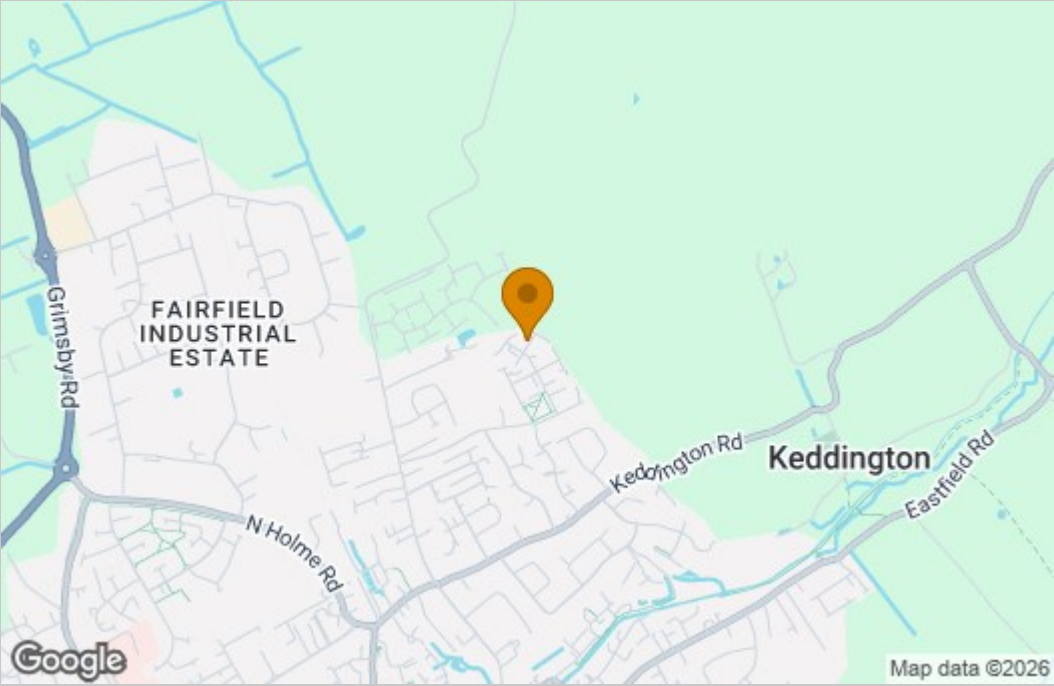 FAIRFIELD
INDUSTRIAL
ESTATE
Grimsby Rd
Keddington Rd
Keddington
Eastfield Rd
N Holme Rd
Google
Map data ©2026